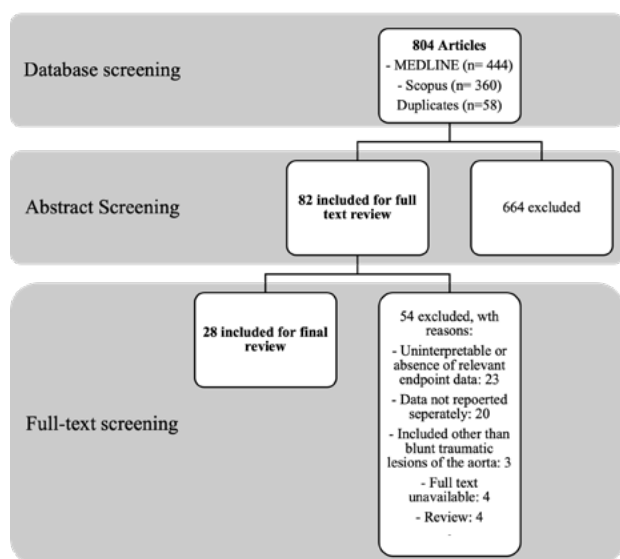 Database screening
804 Articles
- MEDLINE (n= 444)
- Scopus (n= 360)
Duplicates (n=58)
Abstract Screening
82 included for full
text review
664 excluded
Full-text screening
28 included for final
review
54 excluded, wth
reasons:
- Uninterpretable or
absence of relevant
endpoint data: 23
- Data not repoerted
seperately: 20
- Included other than
blunt traumatic
lesions of the aorta: 3
- Full text
unavailable: 4
- Review: 4
.